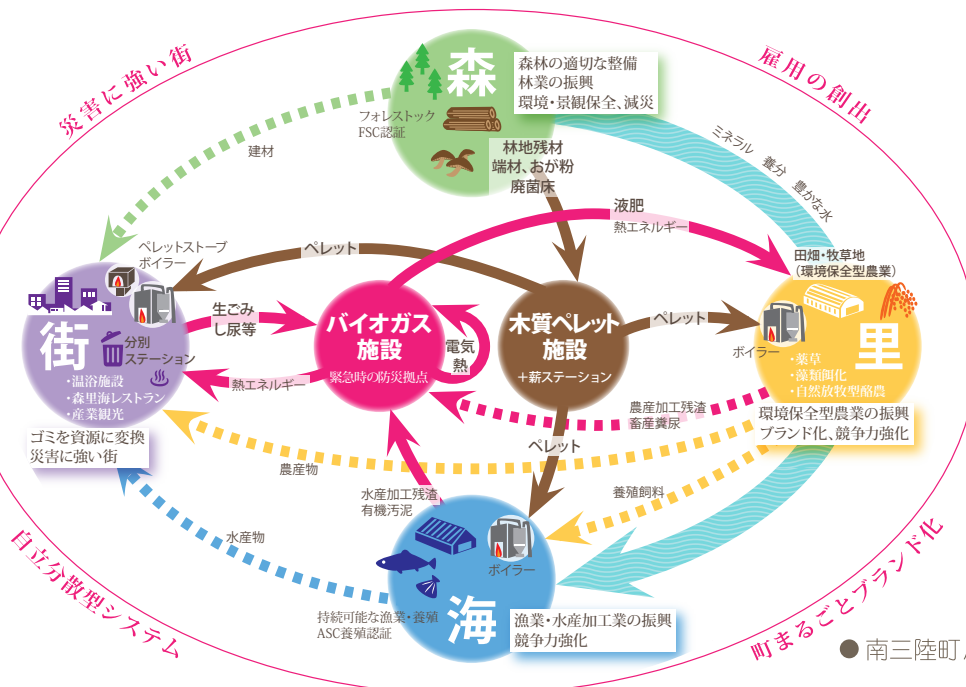 災害に強い街
雇用の創出
森
森林の適切な整備
林業の振興
環境・景観保全、減災
フォレストック
FSC認証
林地残材
端材、おが粉
廃菌床
建材
ミネラル 養分 豊かな水
液肥
熱エネルギー
田畑・牧草地
（環境保全型農業）
ペレットストーブ
ボイラー
ペレット
生ごみ
し尿等
バイオガス
施設
緊急時の防災拠点
電気
熱
木質ペレット
施設
＋薪ステーション
ペレット
ボイラー
里
・薬草
・藻類餌化
・自然放牧型酪農
環境保全型農業の振興
ブランド化、競争力強化
街
分別
ステーション
・温浴施設
・森里海レストラン
・産業観光
ゴミを資源に変換
災害に強い街
熱エネルギー
農産加工残渣
畜産糞尿
ペレット
農産物
養殖飼料
水産加工残渣
有機汚泥
水産物
ボイラー
海
持続可能な漁業・養殖
ASC養殖認証
漁業・水産加工業の振興
競争力強化
自立分散型システム
町まるごとブランド化
●南三陸町